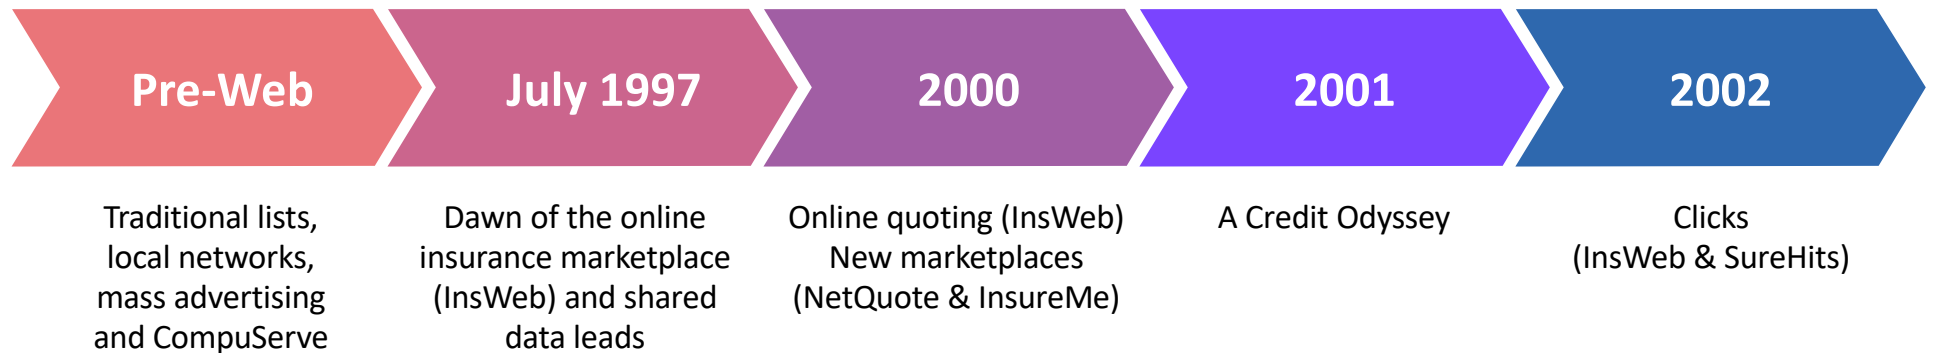 Pre-Web
July 1997
2000
2001
2002
Traditional lists,
local networks,
mass advertising
and CompuServe
Dawn of the online
insurance marketplace
(InsWeb) and shared
data leads
Online quoting (InsWeb)
New marketplaces
(NetQuote & InsureMe)
A Credit Odyssey
Clicks
(InsWeb & SureHits)